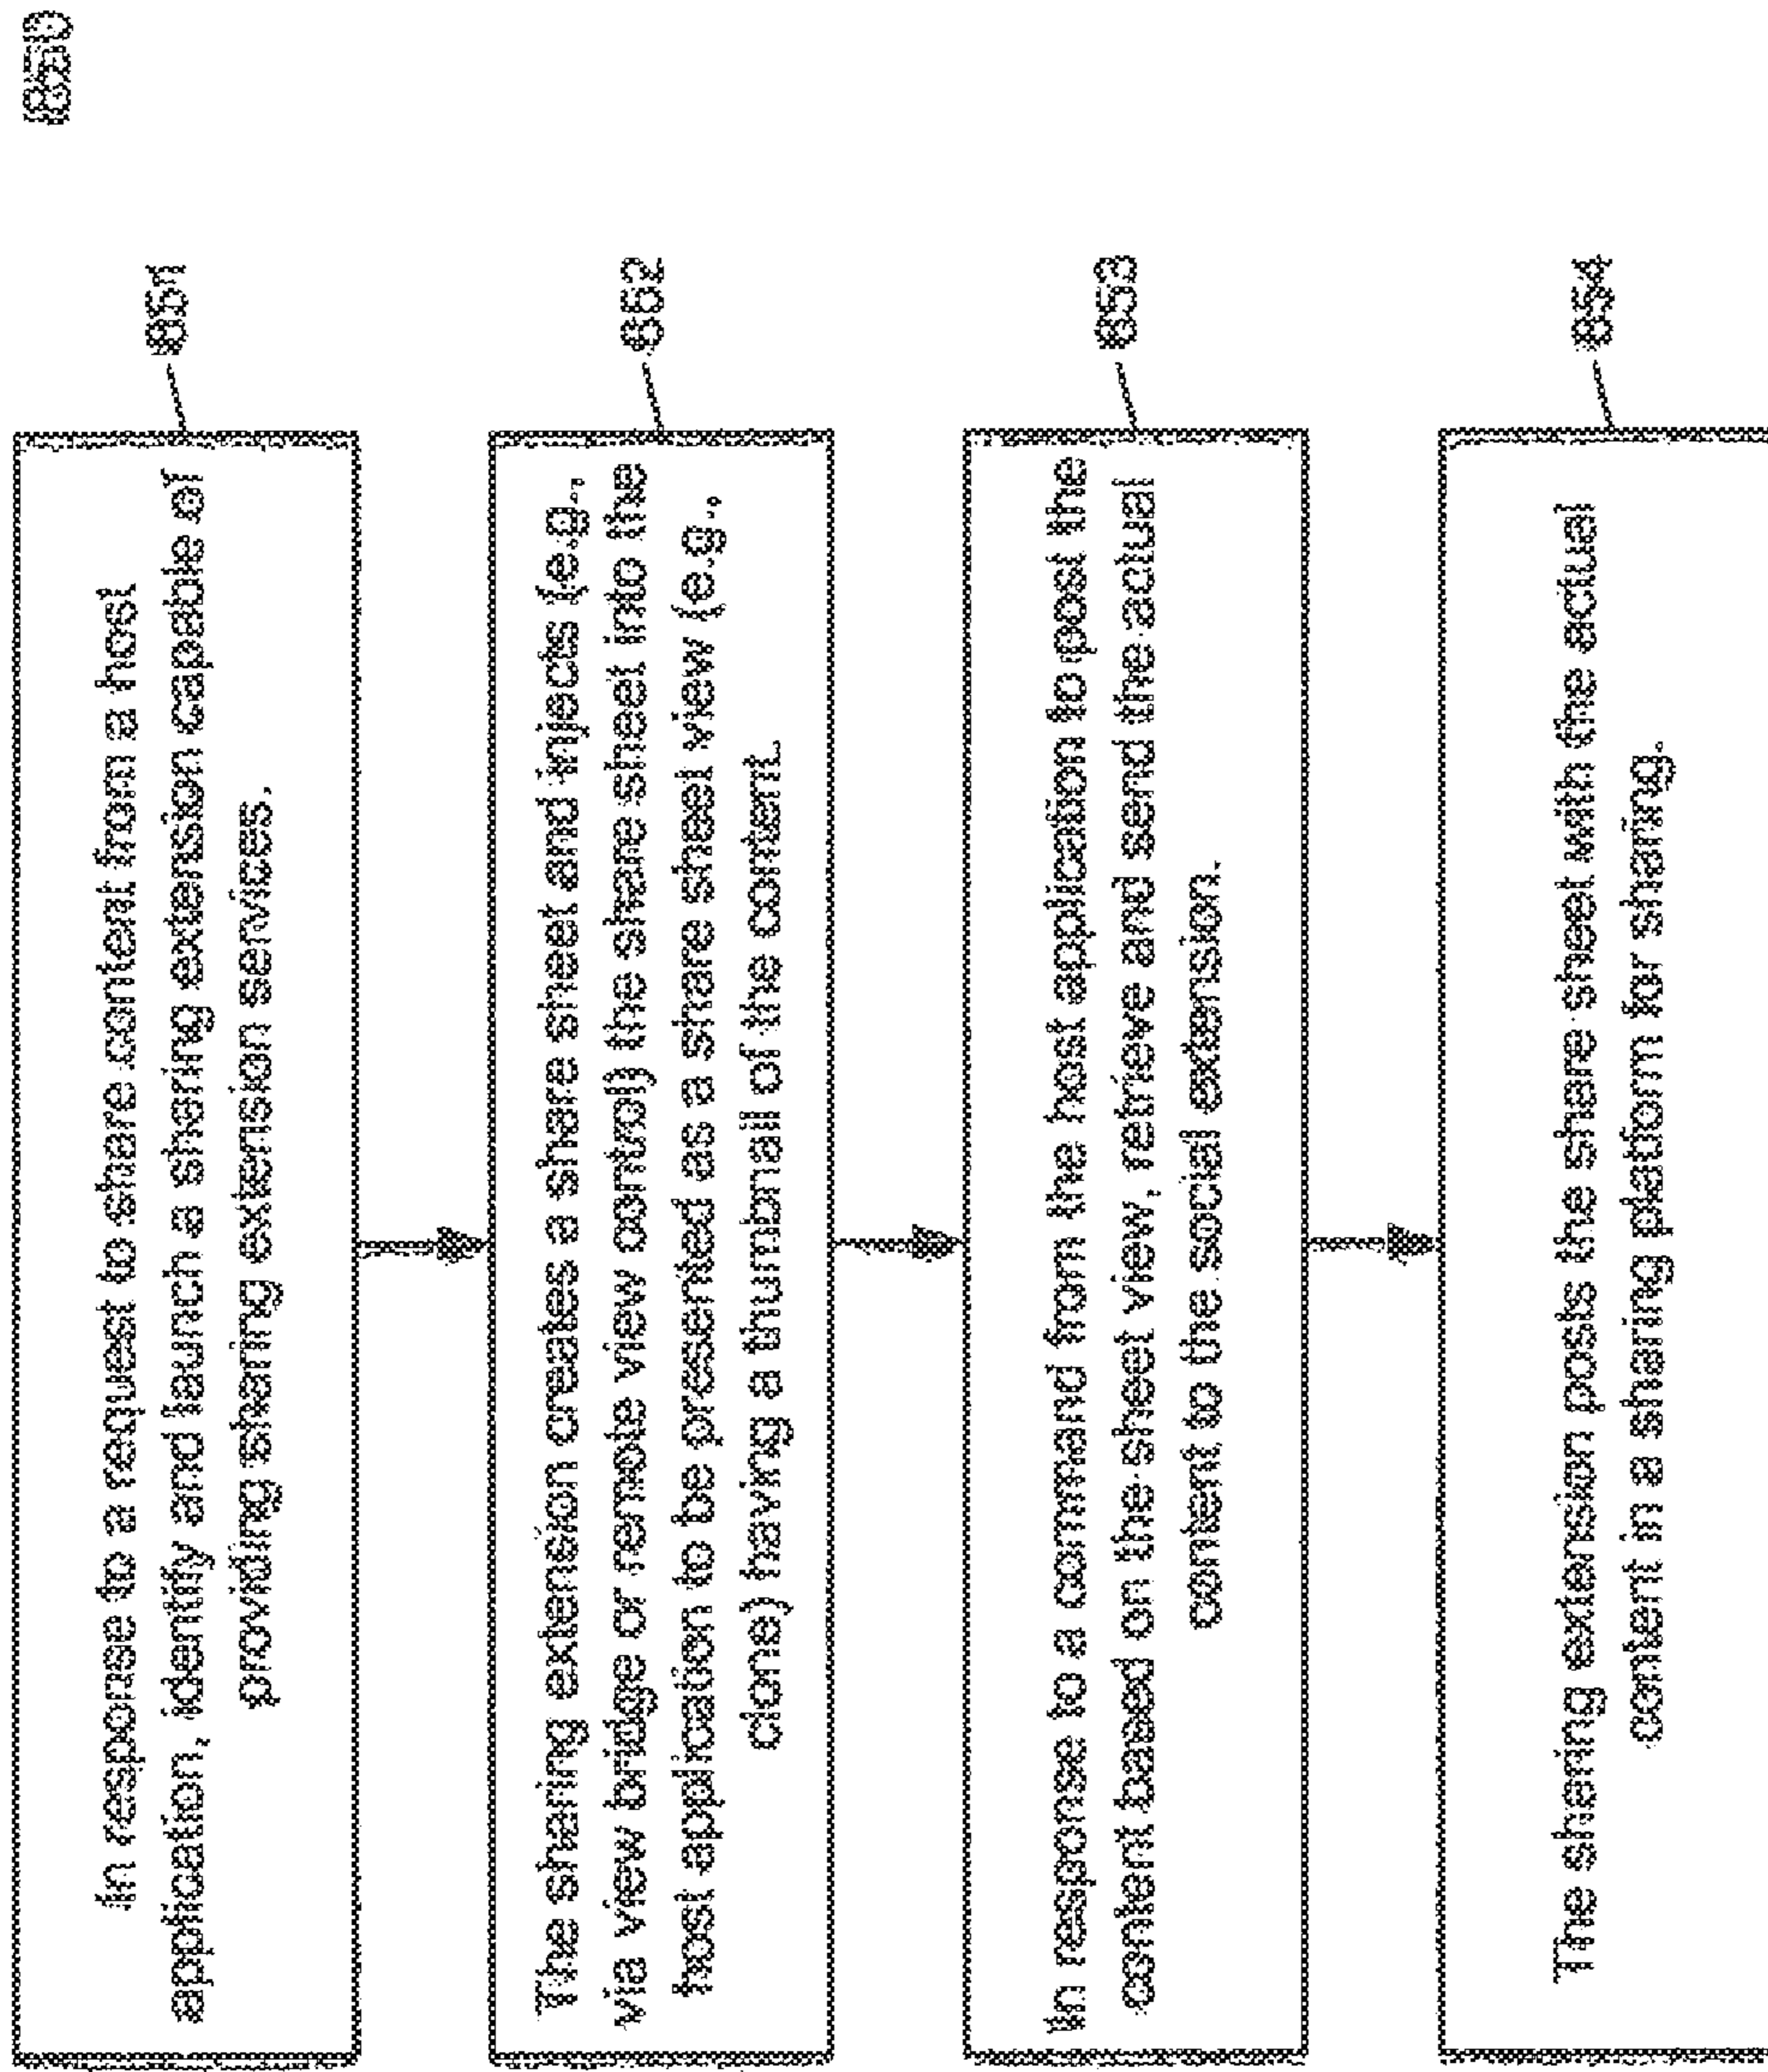 850
In response to a request to share content from a host
application, identify and launch a sharing extension capable of
providing sharing extension services.
851
The sharing extension creates a share sheet and injects (e.g.,
via view bridge or remote view control) the share sheet into the
host application to be presented as a share sheet view (e.g.,
clone) having a thumbnail of the content.
852
In response to a command from the host application to post the
content based on the sheet view, retrieve and send the actual
content to the social extension.
853
The sharing extension posts the share sheet with the actual
content in a sharing platform for sharing.
854